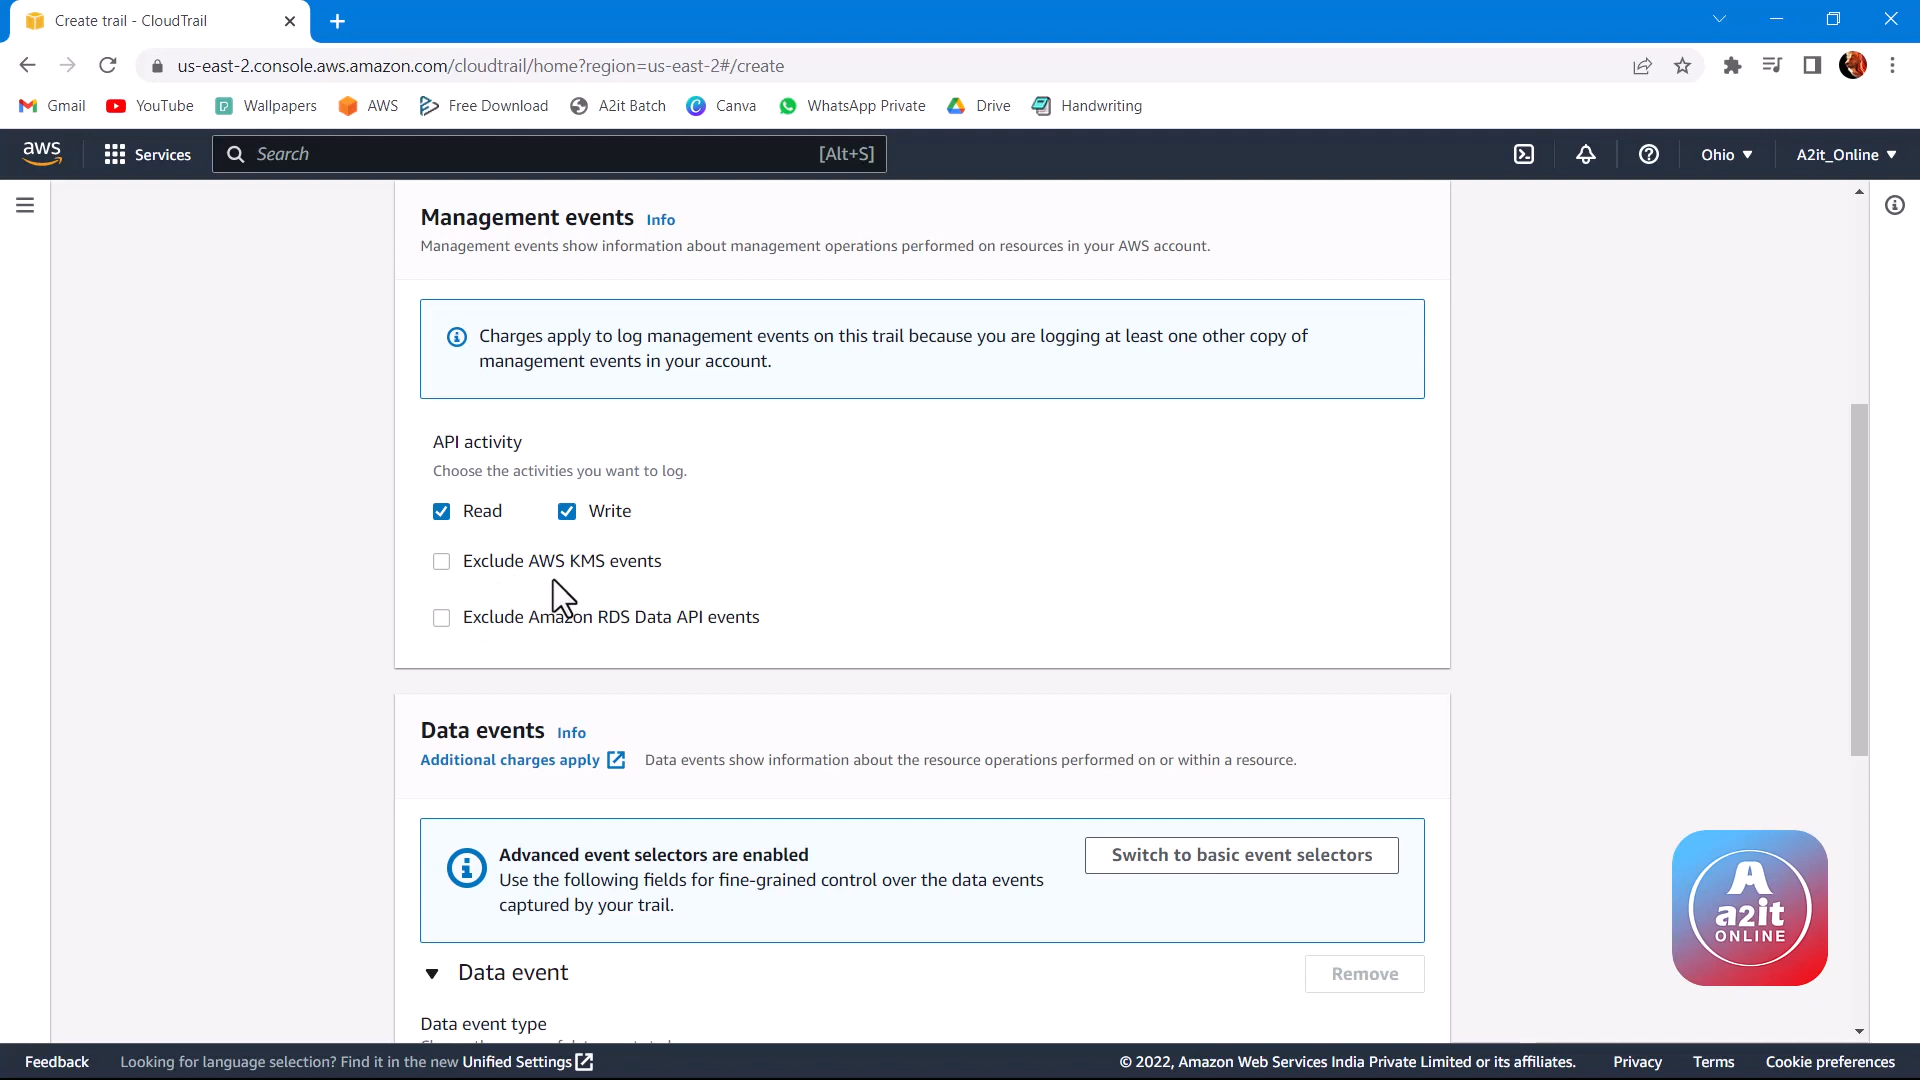 Create trail - CloudTrail
us-east-2.console.aws.amazon.com/cloudtrail/home?region=us-east-2#/create
Gmail YouTube Wallpapers AWS Free Download A2it Batch Canva WhatsApp Private Drive Handwriting
aws Services Search [Alt+S] Ohio A2it_Online
Management events Info
Management events show information about management operations performed on resources in your AWS account.
Charges apply to log management events on this trail because you are logging at least one other copy of
management events in your account.
API activity
Choose the activities you want to log.
Read Write
Exclude AWS KMS events
Exclude Amazon RDS Data API events
Data events Info
Additional charges apply Data events show information about the resource operations performed on or within a resource.
Advanced event selectors are enabled
Switch to basic event selectors
Use the following fields for fine-grained control over the data events
captured by your trail.
Data event Remove
Data event type
A
a2it
ONLINE
Feedback Looking for language selection? Find it in the new Unified Settings © 2022, Amazon Web Services India Private Limited or its affiliates. Privacy Terms Cookie preferences